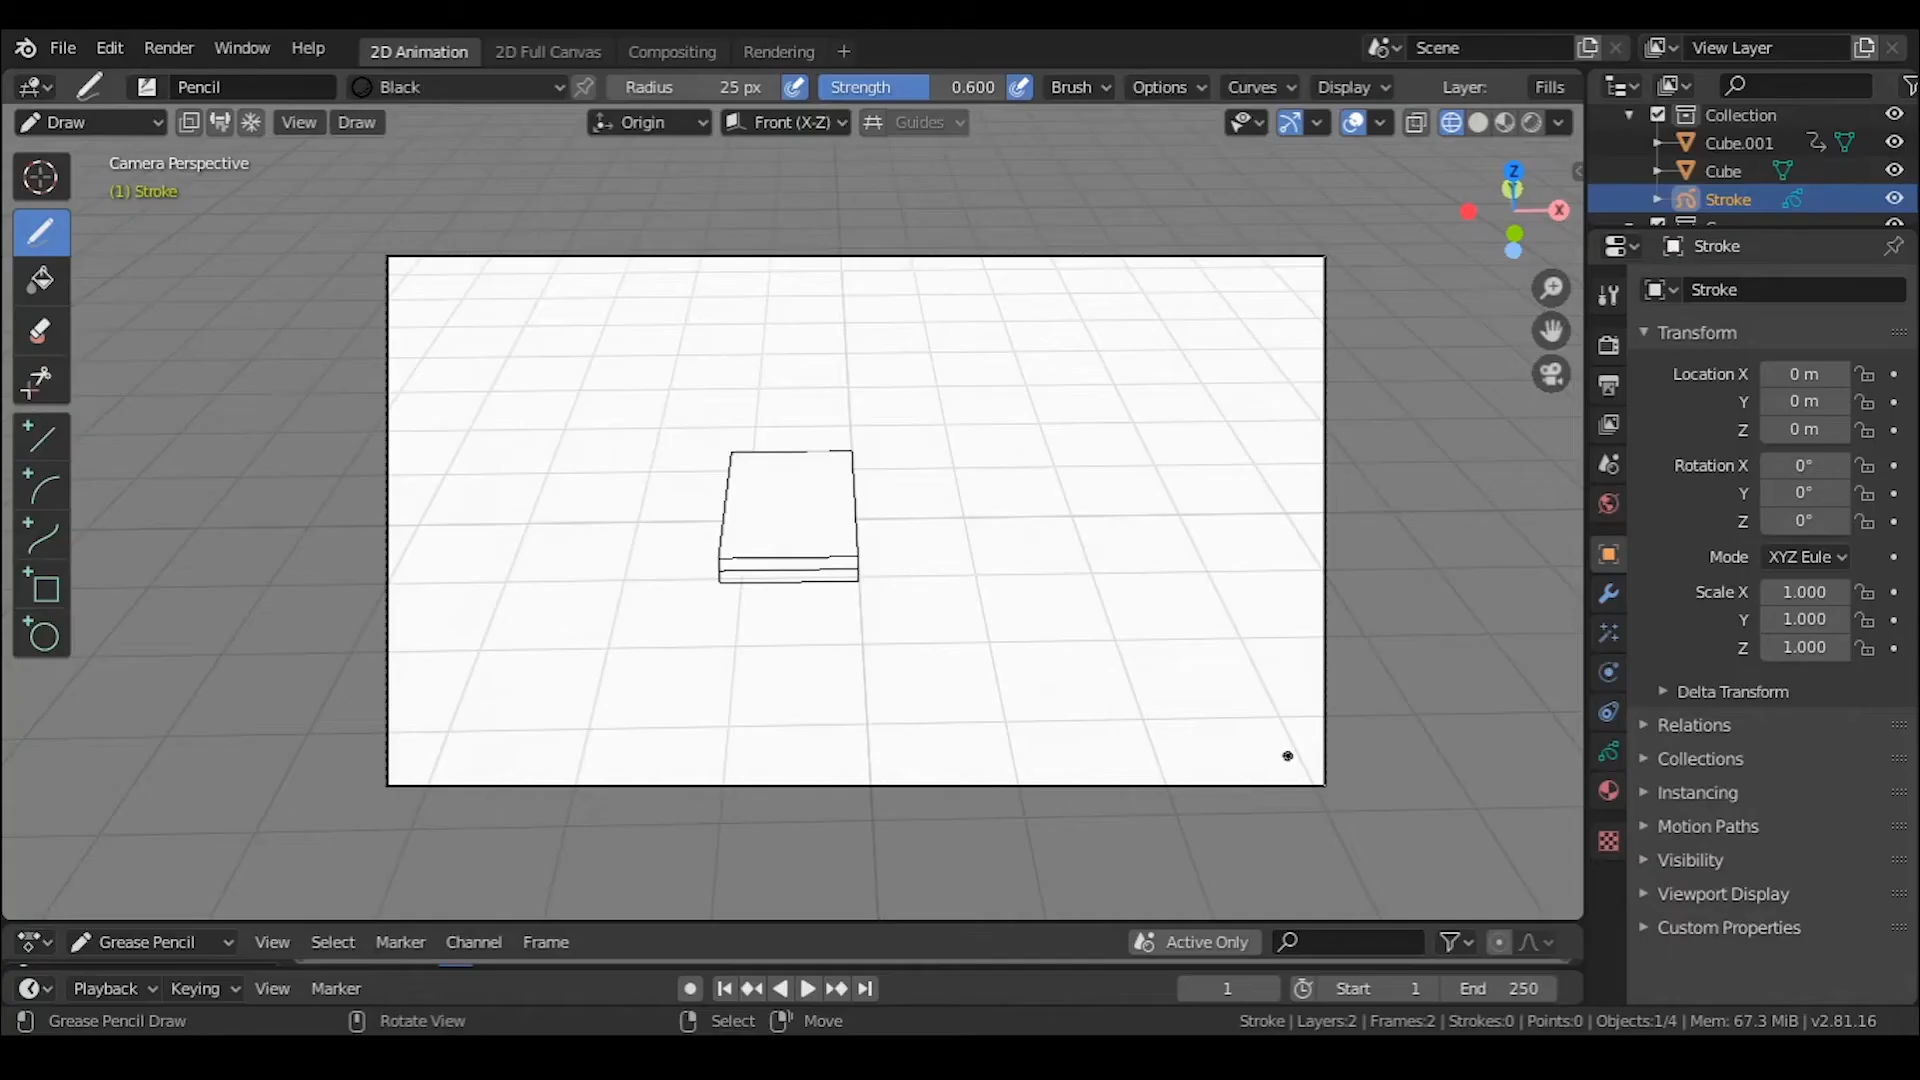 File Edit Render Window Help 2D Animation 2D Full Canvas Compositing Rendering + Scene View Layer
Pencil Black Radius 25 px Strength 0.600 Brush Options Curves Display Layer: Fills
Draw View Draw Origin Front (X-Z) Guides
Camera Perspective
(1) Stroke
Z
Y
X
Collection
Cube.001
Cube
Stroke
Stroke
Stroke
Transform
Location X 0 m
Y 0 m
Z 0 m
Rotation X 0°
Y 0°
Z 0°
Mode XYZ Eule
Scale X 1.000
Y 1.000
Z 1.000
Delta Transform
Relations
Collections
Instancing
Motion Paths
Visibility
Viewport Display
Custom Properties
Grease Pencil View Select Marker Channel Frame Active Only
Playback Keying View Marker 1 Start 1 End 250
Grease Pencil Draw Rotate View Select Move Stroke | Layers:2 | Frames:2 | Strokes:0 | Points:0 | Objects:1/4 | Mem: 67.3 MiB | v2.81.16